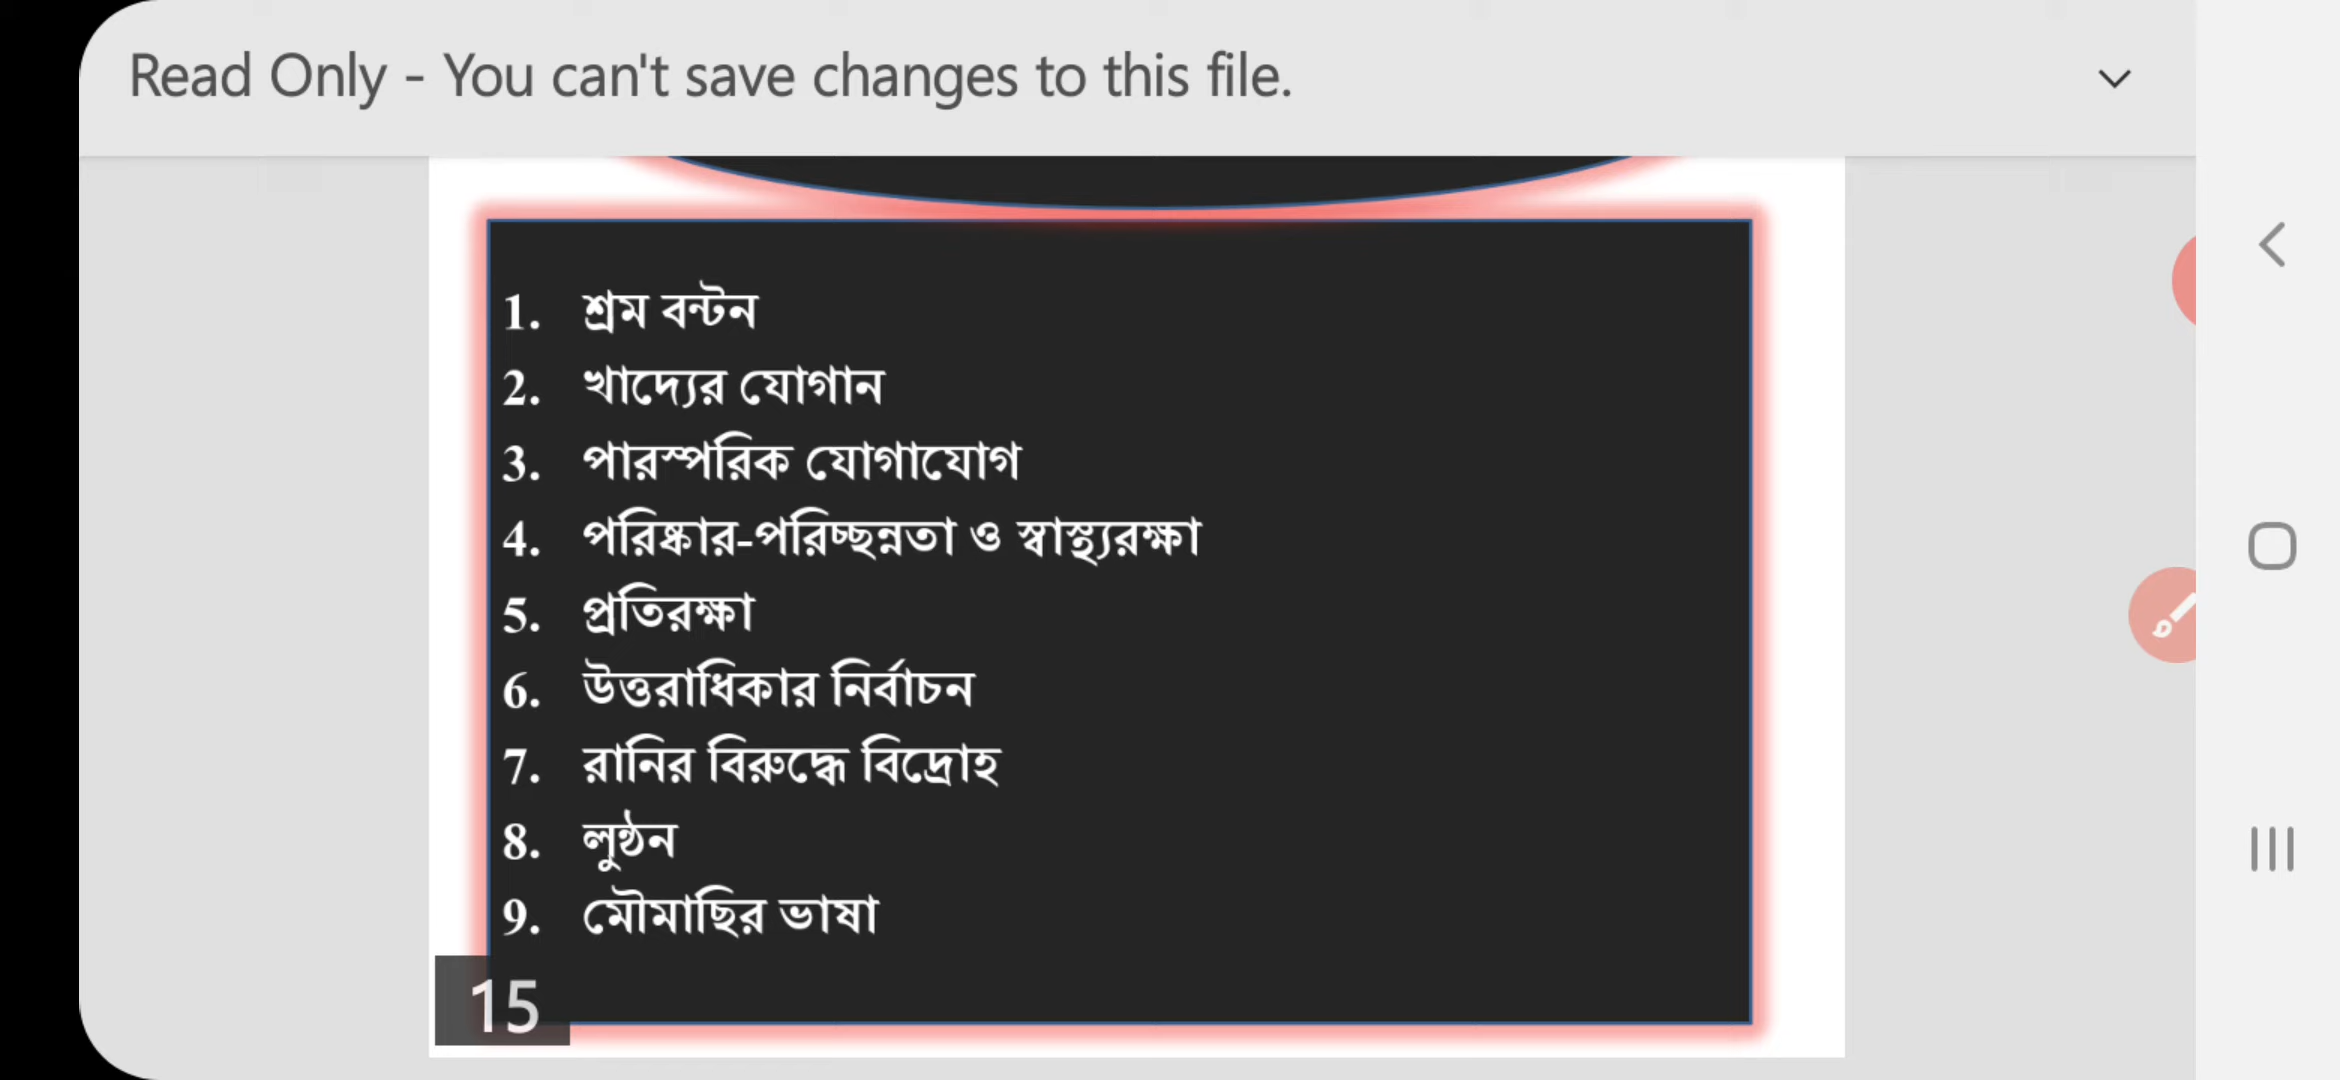 Read Only - You can't save changes to this file.
1. শ্রম বন্টন
2. খাদ্যের যোগান
3. পারস্পরিক যোগাযোগ
4. পরিষ্কার-পরিচ্ছন্নতা ও স্বাস্থ্যরক্ষা
5. প্রতিরক্ষা
6. উত্তরাধিকার নির্বাচন
7. রানির বিরুদ্ধে বিদ্রোহ
8. লুণ্ঠন
9. মৌমাছির ভাষা
15